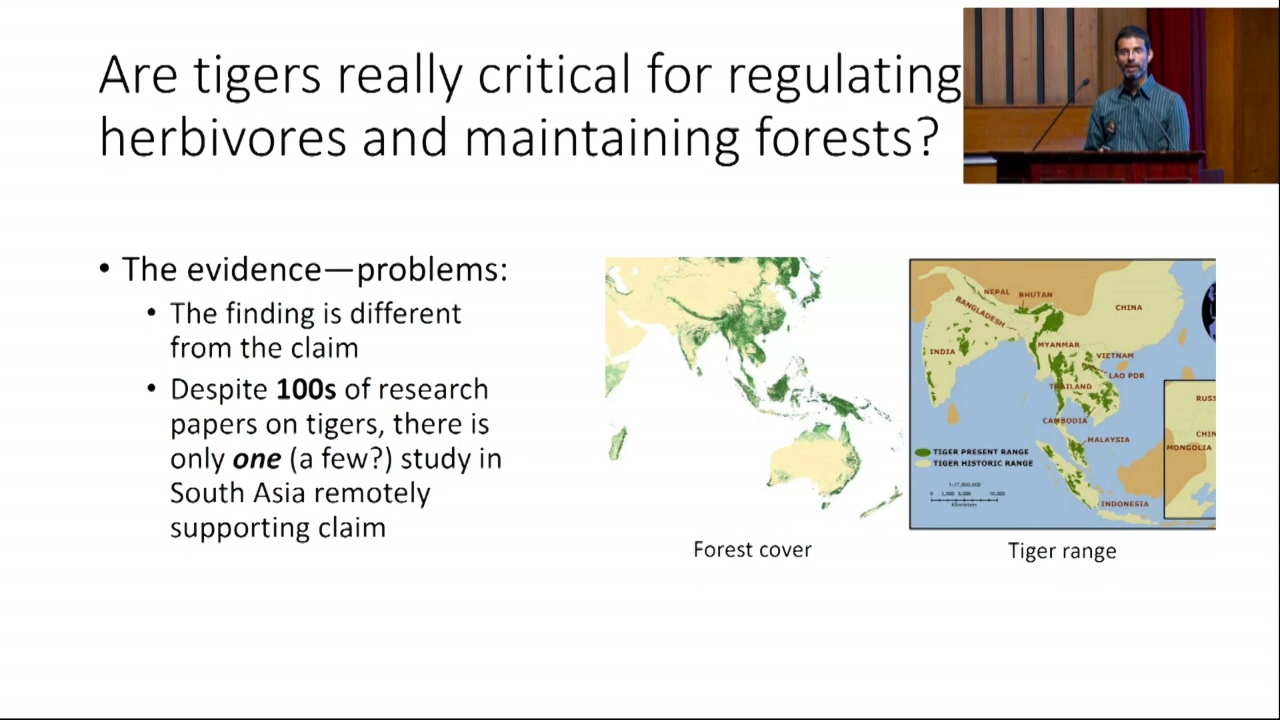 Are tigers really critical for regulating
herbivores and maintaining forests?
• The evidence—problems:
• The finding is different
from the claim
• Despite 100s of research
papers on tigers, there is
only one (a few?) study in
South Asia remotely
supporting claim
NEPAL
BHUTAN
BANGLADESH
CHINA
INDIA
MYANMAR
VIETNAM
LAO PDR
THAILAND
CAMBODIA
MALAYSIA
INDONESIA
RUSS
CHIN
MONGOLIA
TIGER PRESENT RANGE
TIGER HISTORIC RANGE
Kilometers
Forest cover
Tiger range